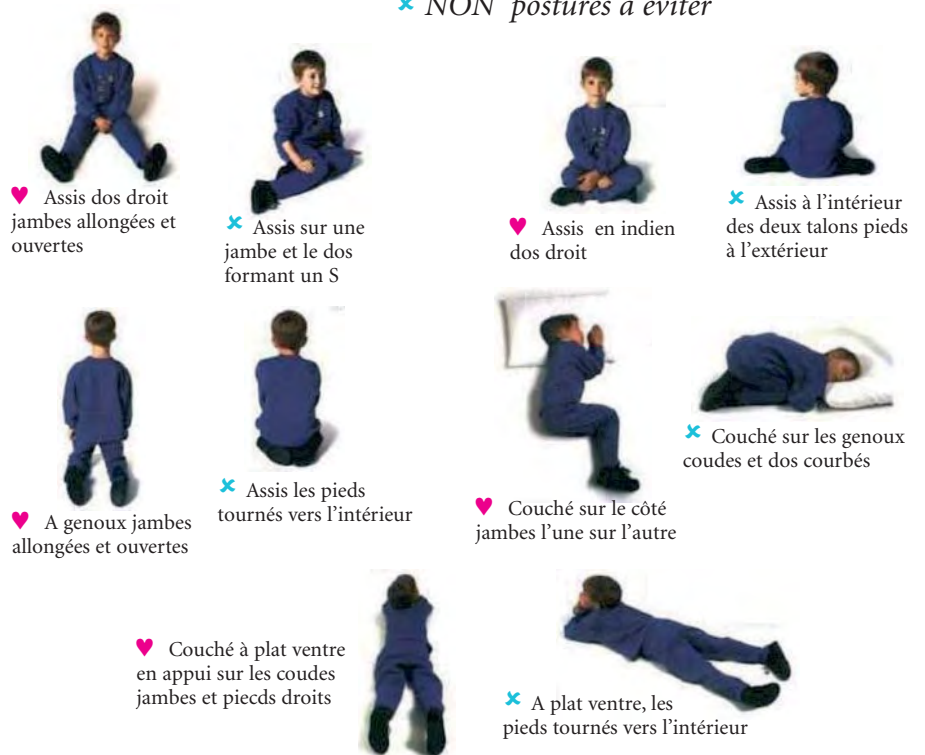 × NON postures à éviter
♥ Assis dos droit
jambes allongées et
ouvertes
× Assis sur une
jambe et le dos
formant un S
♥ Assis en indien
dos droit
× Assis à l'intérieur
des deux talons pieds
à l'extérieur
♥ A genoux jambes
allongées et ouvertes
× Assis les pieds
tournés vers l'intérieur
♥ Couché sur le côté
jambes l'une sur l'autre
× Couché sur les genoux
coudes et dos courbés
♥ Couché à plat ventre
en appui sur les coudes
jambes et piecds droits
× A plat ventre, les
pieds tournés vers l'intérieur